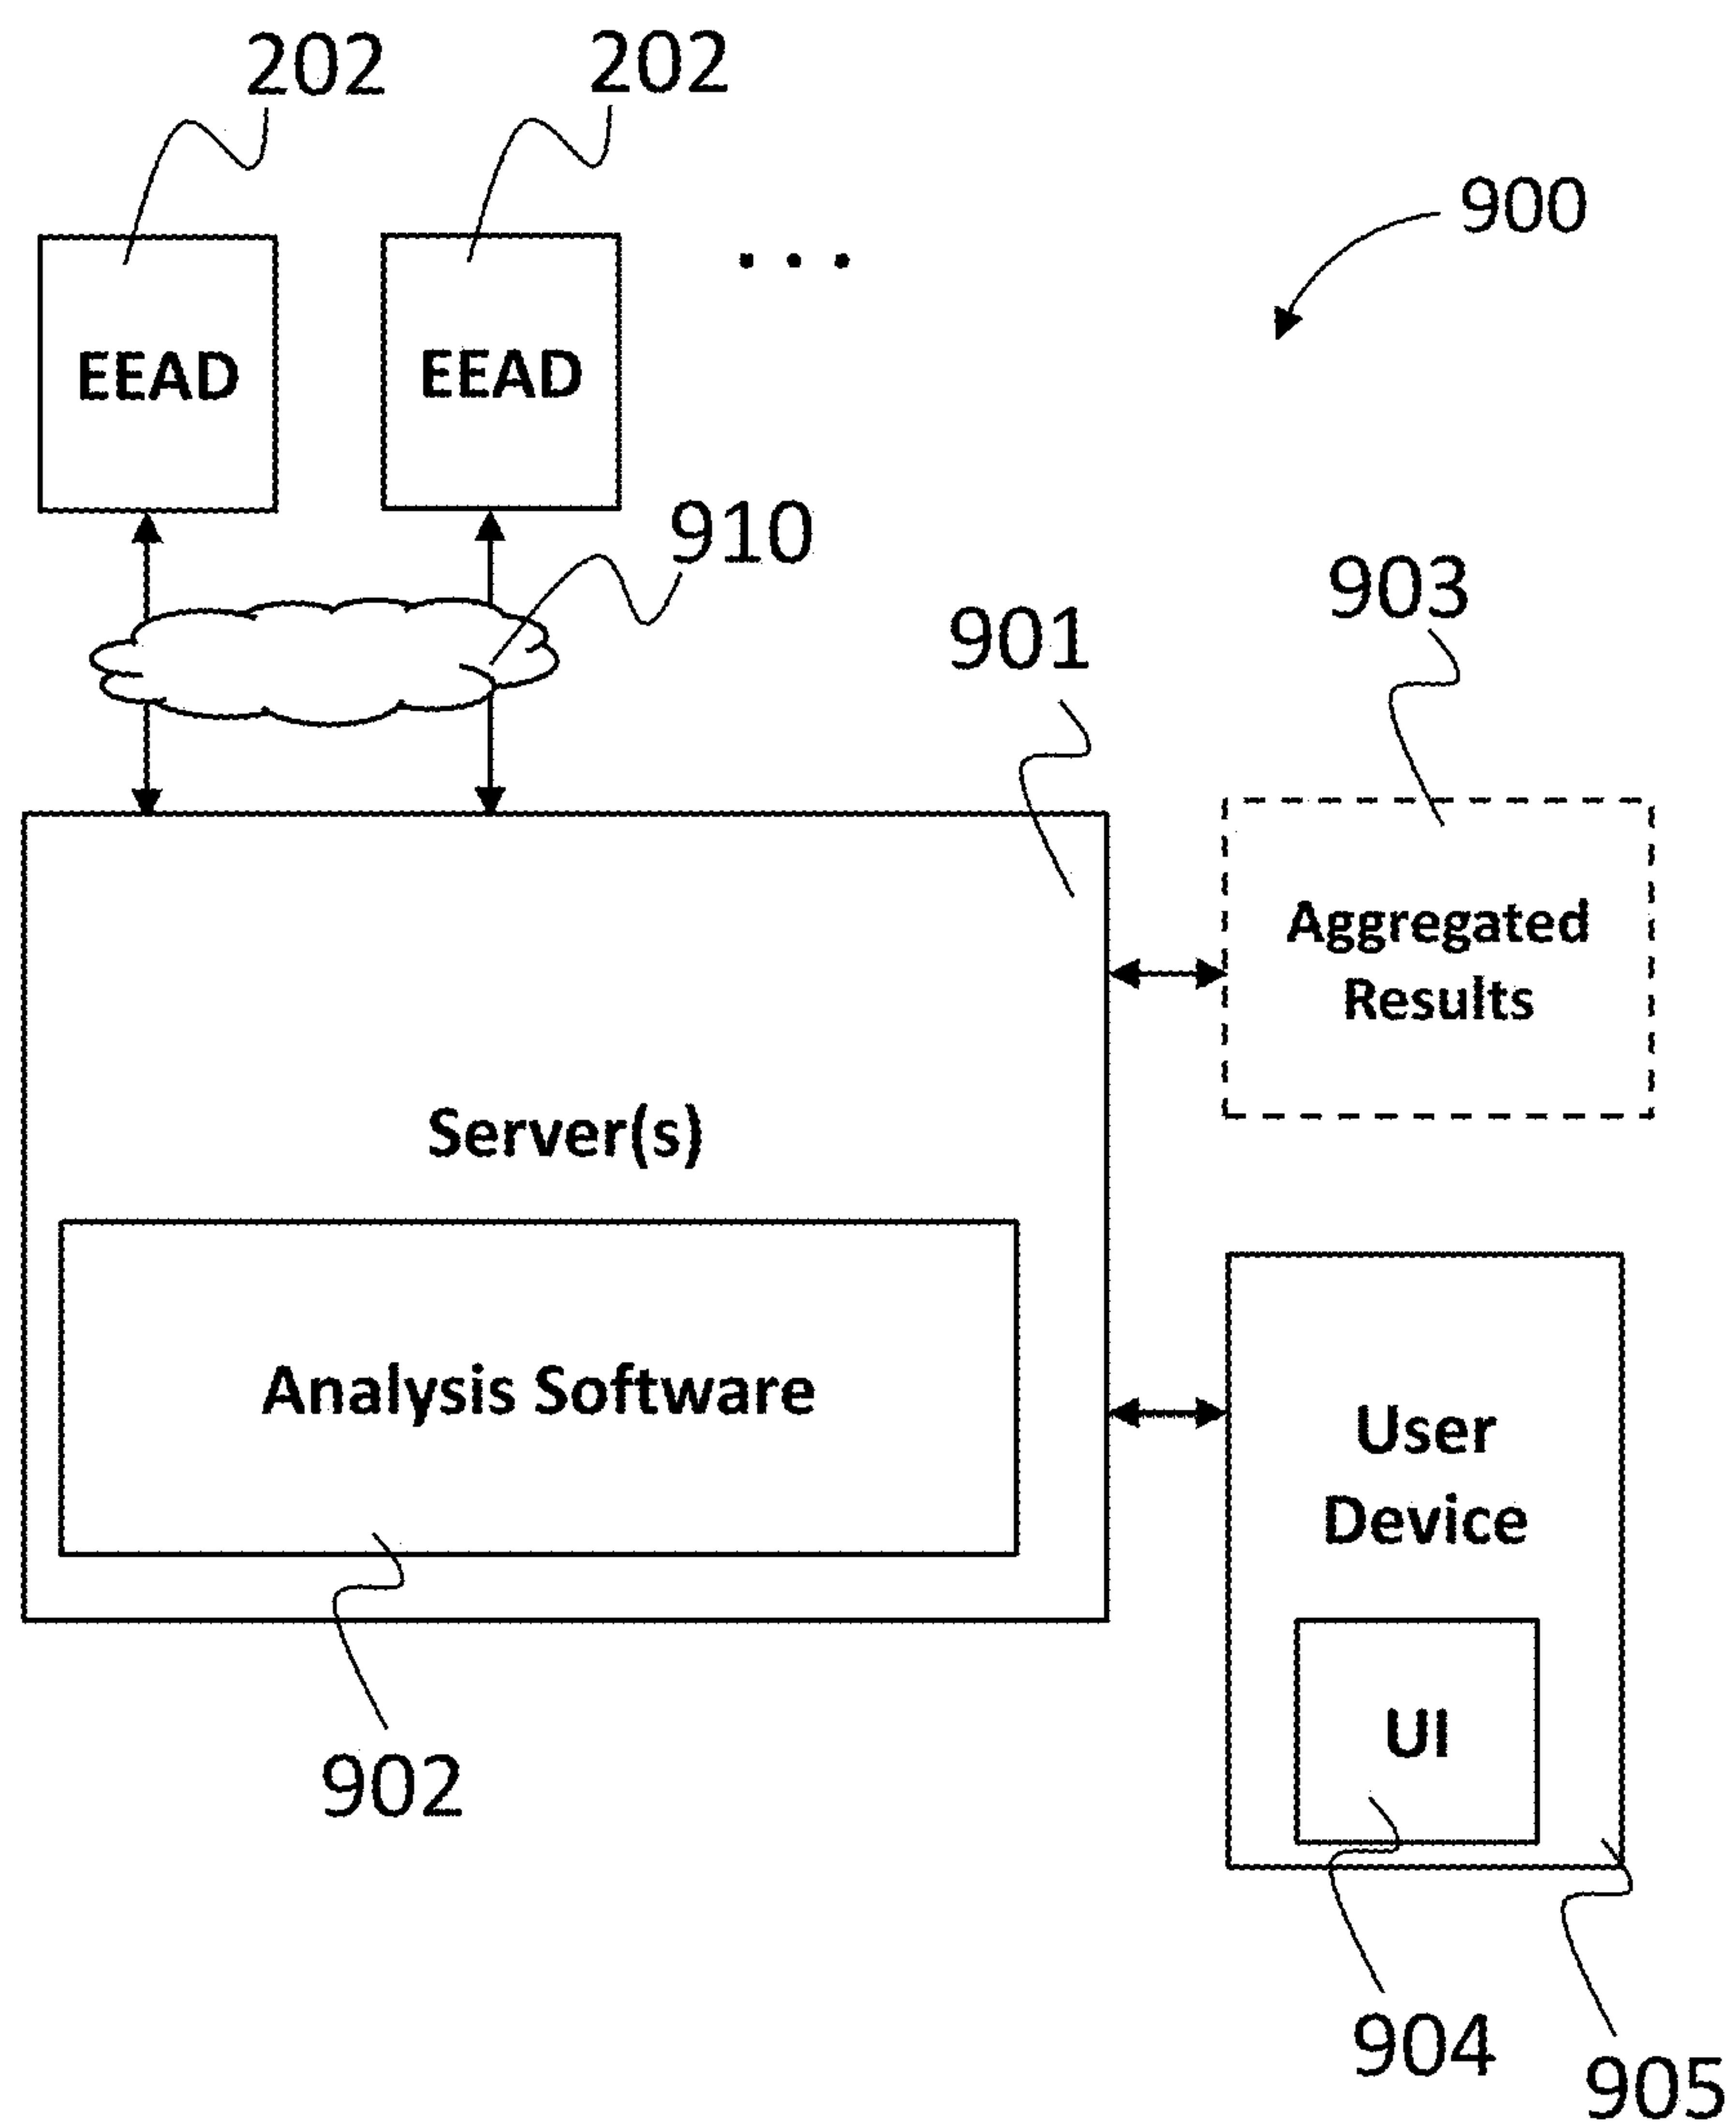 202
202
900
EEAD
EEAD
...
910
903
901
Aggregated
Results
Server(s)
Analysis Software
User
Device
UI
902
904
905